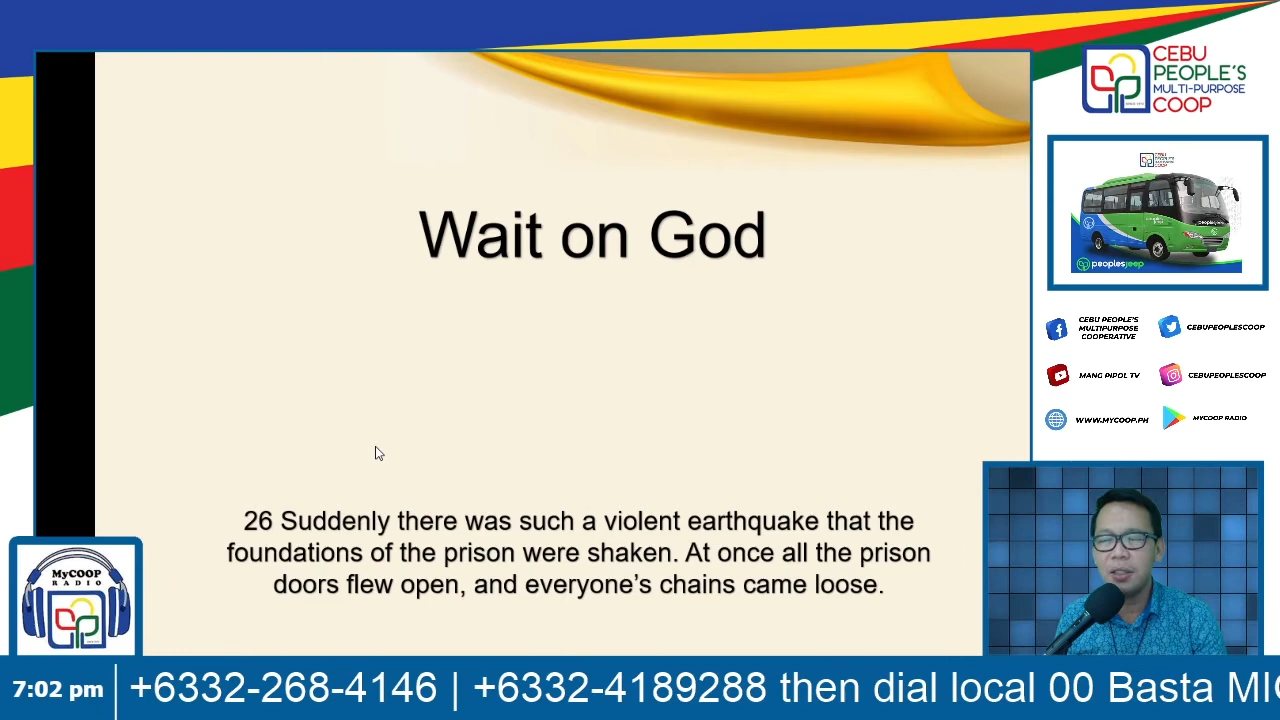 CEBU
PEOPLE'S
MULTI-PURPOSE
COOP
Wait on God
26 Suddenly there was such a violent earthquake that the
foundations of the prison were shaken. At once all the prison
doors flew open, and everyone’s chains came loose.
peoplesjeep
CEBU PEOPLE'S
MULTIPURPOSE
COOPERATIVE
CEBUPEOPLESCOOP
MANG PIPOL TV
CEBUPEOPLESCOOP
WWW.MYCOOP.PH
MYCOOP RADIO
MyCOOP
RADIO
7:02 pm
+6332-268-4146 | +6332-4189288 then dial local 00 Basta